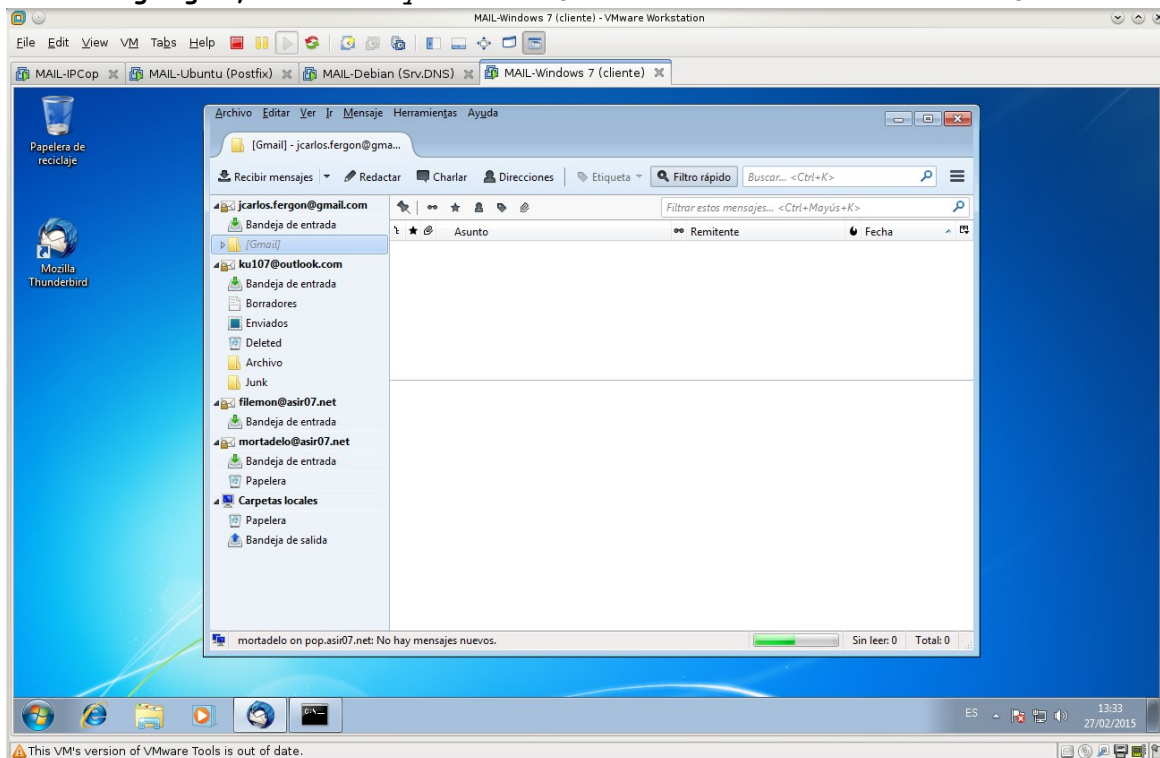 MAIL-Windows 7 (cliente) - VMware Workstation
File Edit View VM Tabs Help
MAIL-IPCop MAIL-Ubuntu (Postfix) MAIL-Debian (Srv.DNS) MAIL-Windows 7 (cliente)
Papelera de
reciclaje
Mozilla
Thunderbird
Archivo Editar Ver Ir Mensaje Herramientas Ayuda
[Gmail] - jcarlos.fergon@gma...
Recibir mensajes Redactar Charlar Direcciones Etiqueta Filtro rápido Buscar... <Ctrl+K>
jcarlos.fergon@gmail.com
Bandeja de entrada
[Gmail]
ku107@outlook.com
Bandeja de entrada
Borradores
Enviados
Deleted
Archivo
Junk
filemon@asir07.net
Bandeja de entrada
mortadelo@asir07.net
Bandeja de entrada
Papelera
Carpetas locales
Papelera
Bandeja de salida
Filtrar estos mensajes... <Ctrl+Mayús+K>
Asunto Remitente Fecha
mortadelo on pop.asir07.net: No hay mensajes nuevos. Sin leer: 0 Total: 0
ES 13:33
27/02/2015
This VM's version of VMware Tools is out of date.